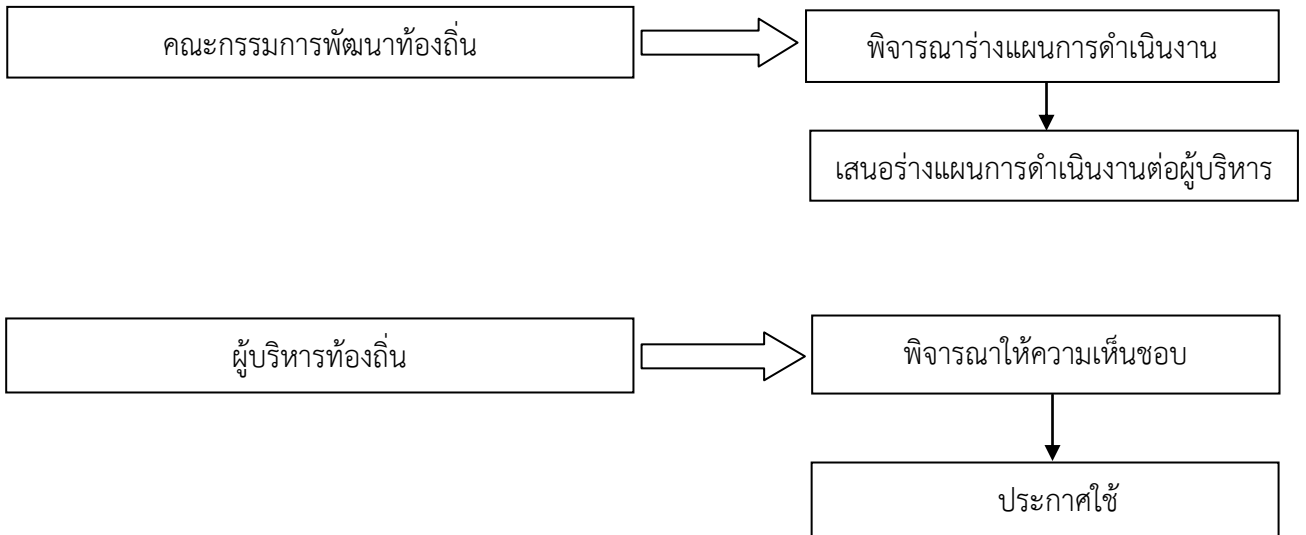 คณะกรรมการพัฒนาท้องถิ่น
พิจารณาร่างแผนการดำเนินงาน
เสนอร่างแผนการดำเนินงานต่อผู้บริหาร
ผู้บริหารท้องถิ่น
พิจารณาให้ความเห็นชอบ
ประกาศใช้